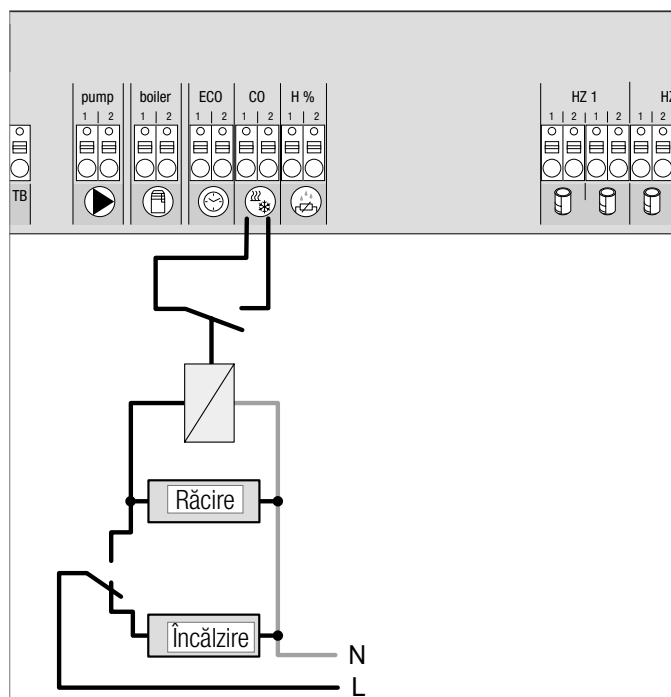 pump boiler ECO CO H % HZ 1 HZ
1 2 1 2 1 2 1 2 1 2 1 2 1 2 1 2
TB
Răcire
Încălzire
N
L